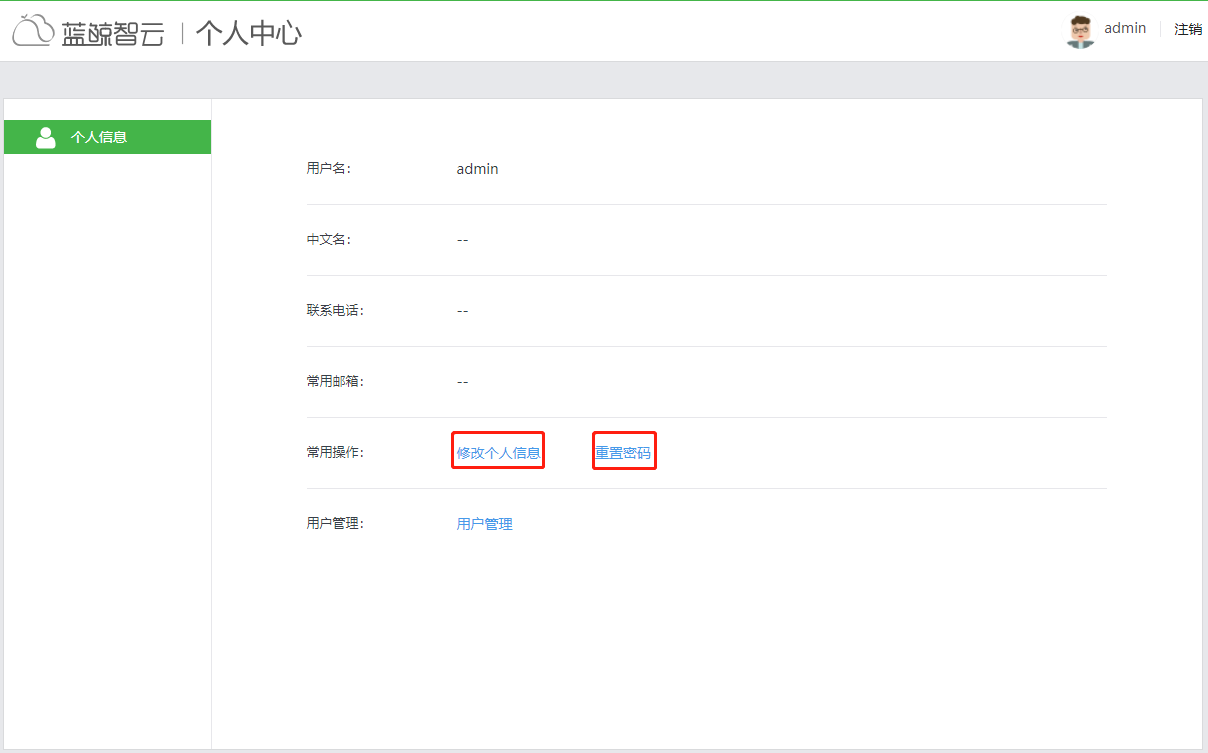 蓝鲸智云 | 个人中心
admin
注销
个人信息
用户名: admin
中文名: --
联系电话: --
常用邮箱: --
常用操作: 修改个人信息 重置密码
用户管理: 用户管理